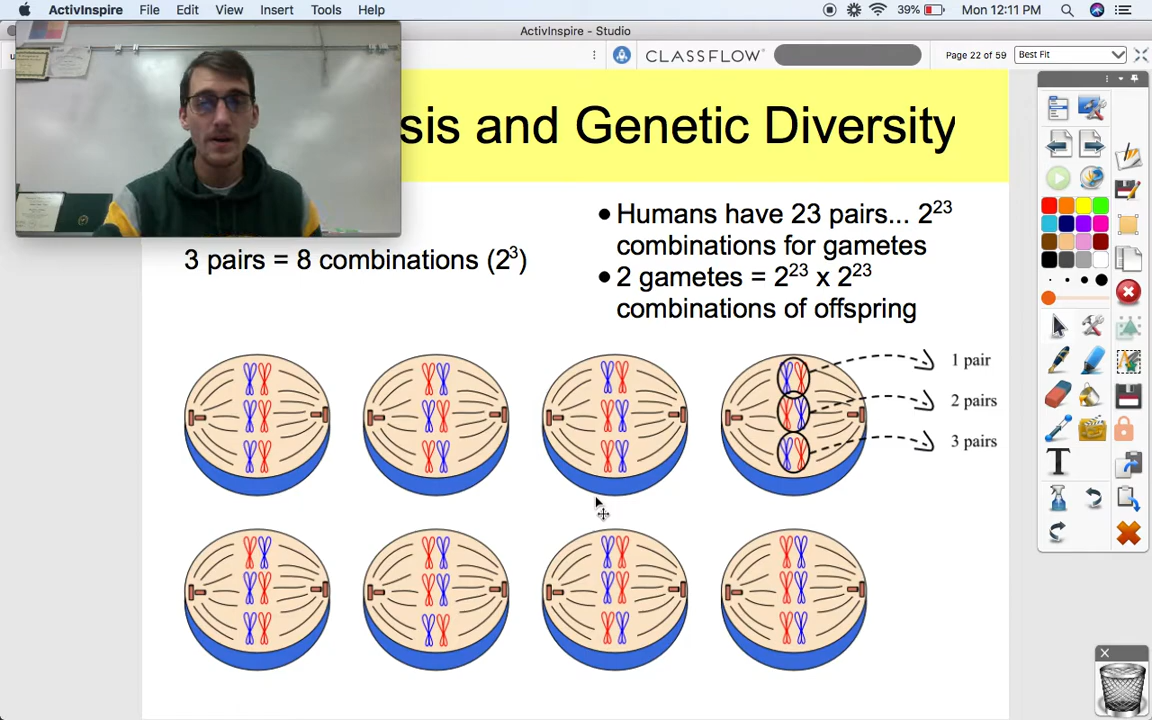 ActivInspire File Edit View Insert Tools Help 39% Mon 12:11 PM
ActivInspire - Studio
CLASSFLOW Page 22 of 59 Best Fit
sis and Genetic Diversity
3 pairs = 8 combinations (2³)
• Humans have 23 pairs... 2²³
combinations for gametes
• 2 gametes = 2²³ x 2²³
combinations of offspring
1 pair
2 pairs
3 pairs
T